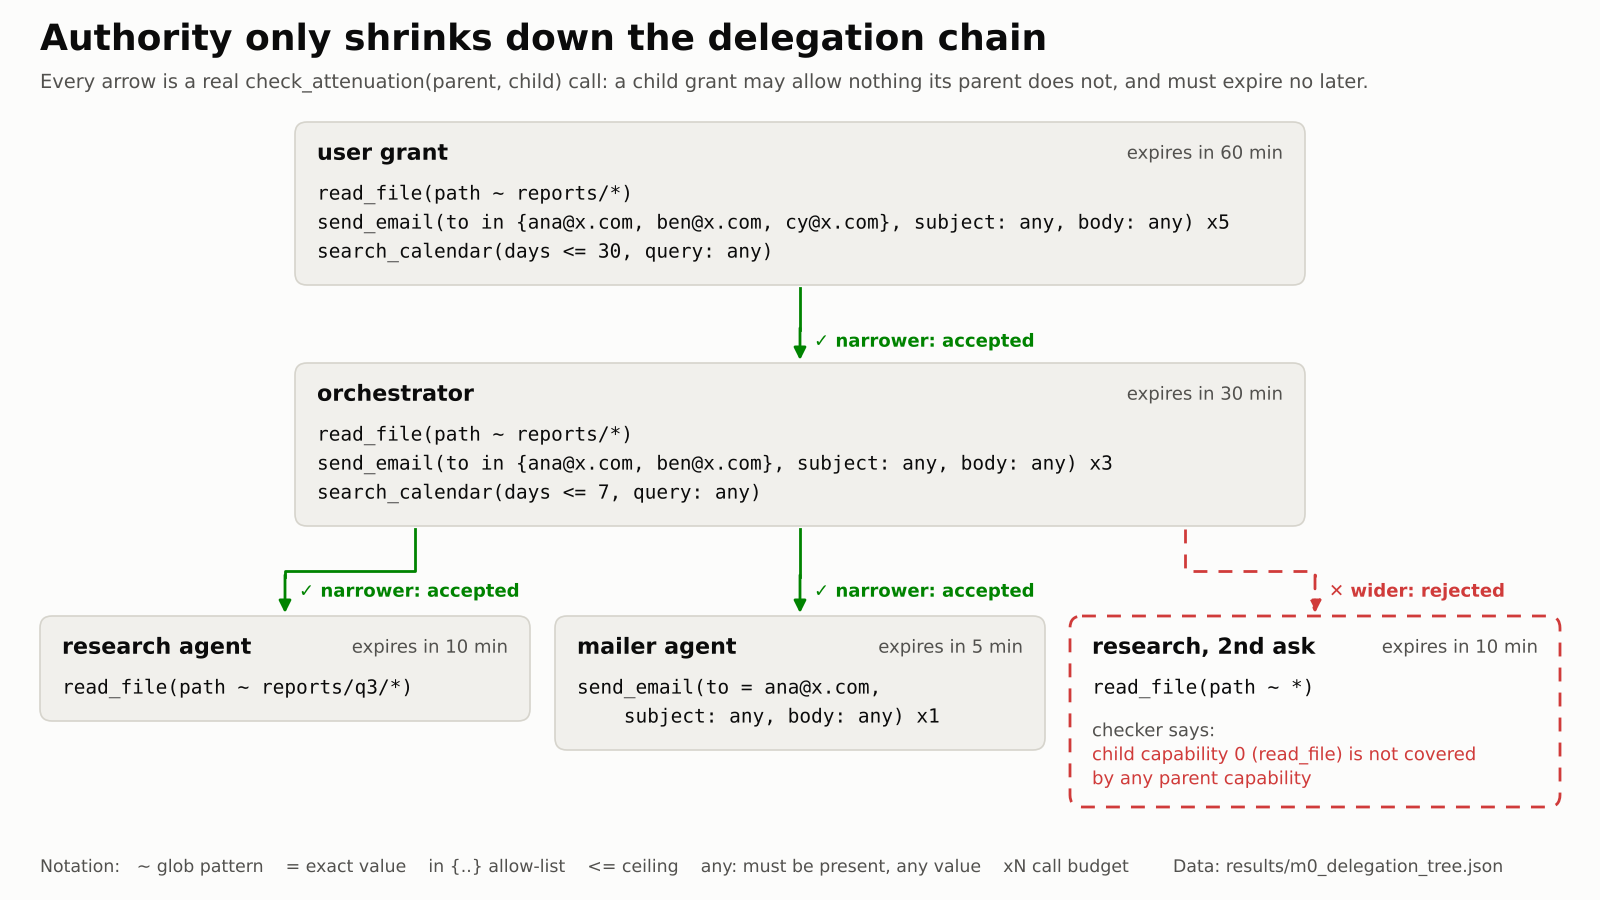 Authority only shrinks down the delegation chain
Every arrow is a real check_attenuation(parent, child) call: a child grant may allow nothing its parent does not, and must expire no later.
user grant expires in 60 min
read_file(path ~ reports/*)
send_email(to in {ana@x.com, ben@x.com, cy@x.com}, subject: any, body: any) x5
search_calendar(days <= 30, query: any)
✓ narrower: accepted
orchestrator expires in 30 min
read_file(path ~ reports/*)
send_email(to in {ana@x.com, ben@x.com}, subject: any, body: any) x3
search_calendar(days <= 7, query: any)
✓ narrower: accepted
✓ narrower: accepted
✕ wider: rejected
research agent expires in 10 min
read_file(path ~ reports/q3/*)
mailer agent expires in 5 min
send_email(to = ana@x.com,
subject: any, body: any) x1
research, 2nd ask expires in 10 min
read_file(path ~ *)
checker says:
child capability 0 (read_file) is not covered
by any parent capability
Notation: ~ glob pattern = exact value in {..} allow-list <= ceiling any: must be present, any value xN call budget Data: results/m0_delegation_tree.json